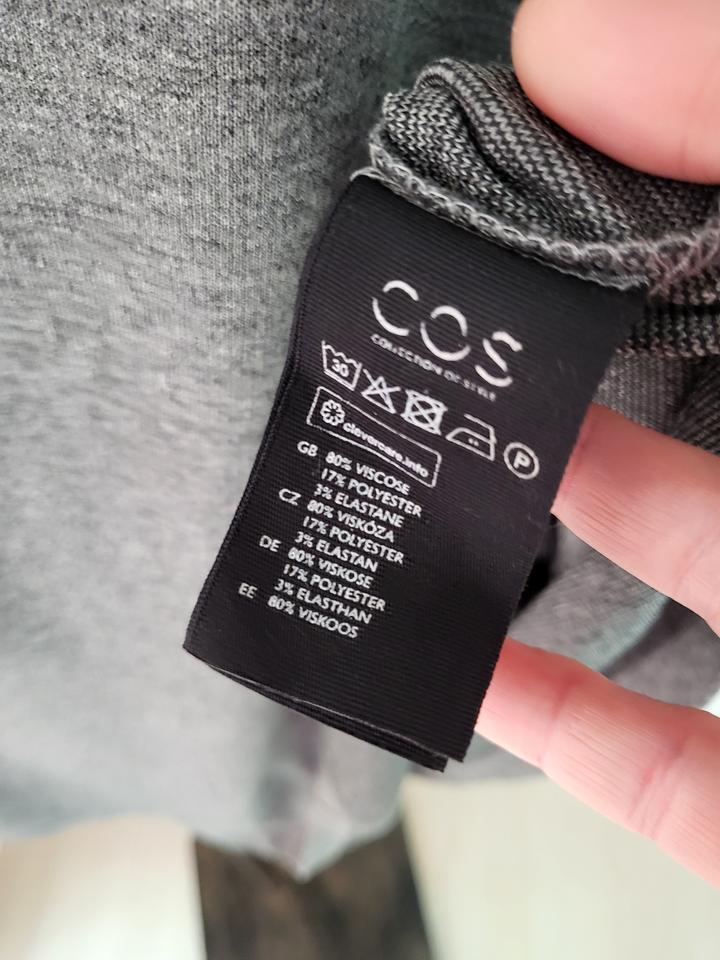 COS
COLLECTION OF STYLE
30
P
clevercare.info
GB 80% VISCOSE
17% POLYESTER
3% ELASTANE
CZ 80% VISKÓZA
17% POLYESTER
3% ELASTAN
DE 80% VISKOSE
17% POLYESTER
3% ELASTHAN
EE 80% VISKOOS